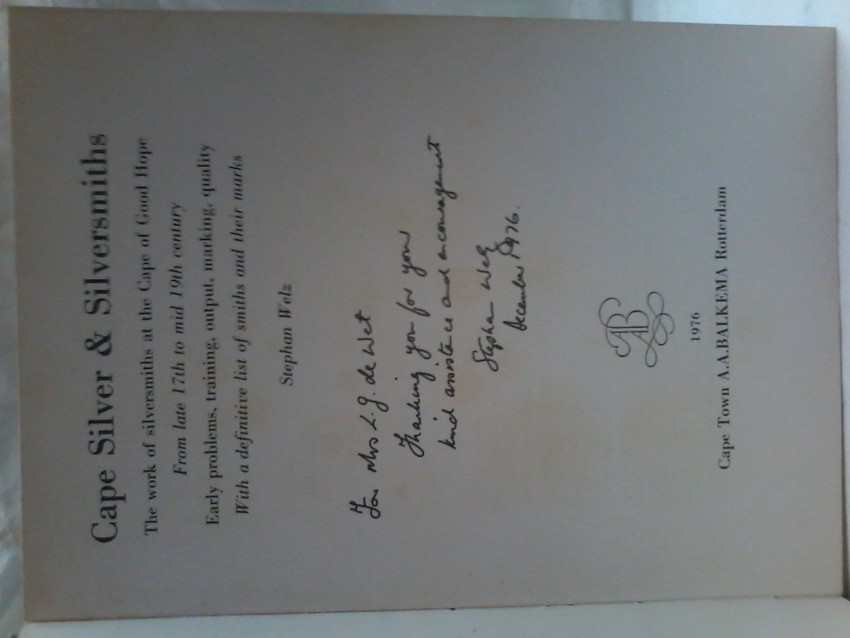 Cape Silver & Silversmiths
The work of silversmiths at the Cape of Good Hope
From late 17th to mid 19th century
Early problems, training, output, marking, quality
With a definitive list of smiths and their marks
Stephan Welz
For Mrs L. J. de Wet
Thanking you for your
kind assistance and encouragement
Stephan Welz
December 1976.
AAB
1976
Cape Town A.A.BALKEMA Rotterdam